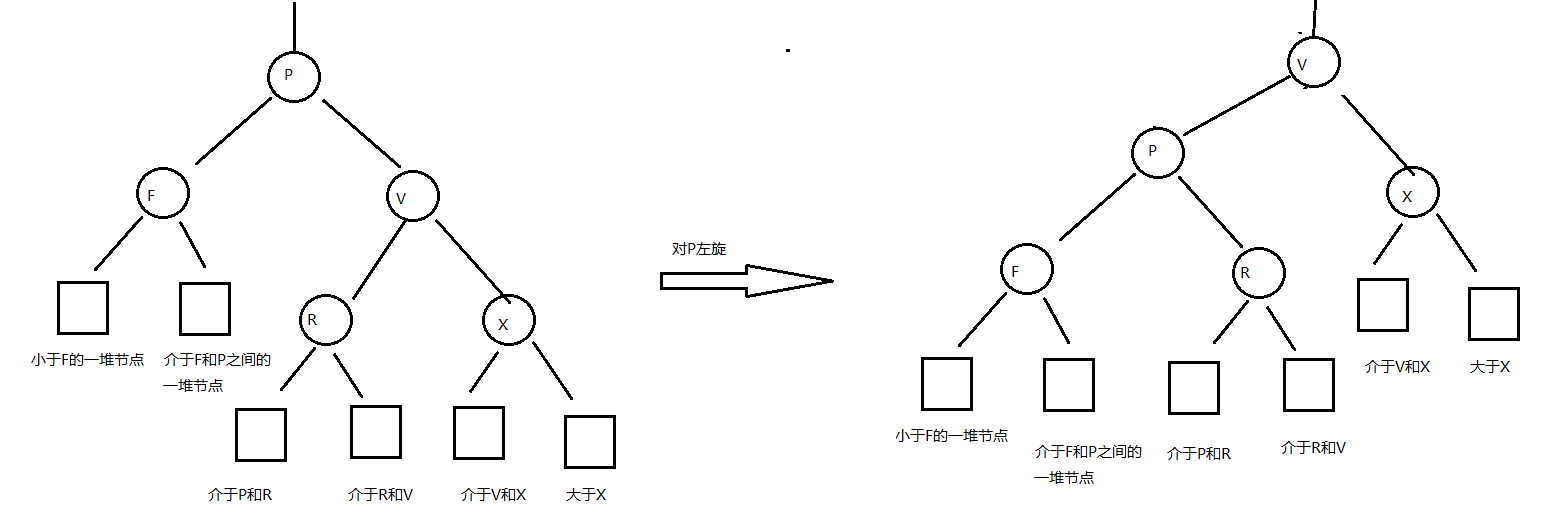 P
F
V
R
X
小于F的一堆节点
介于F和P之间的
一堆节点
介于P和R
介于R和V
介于V和X
大于X
对P左旋
V
P
X
F
R
介于V和X
大于X
小于F的一堆节点
介于F和P之间的
一堆节点
介于P和R
介于R和V